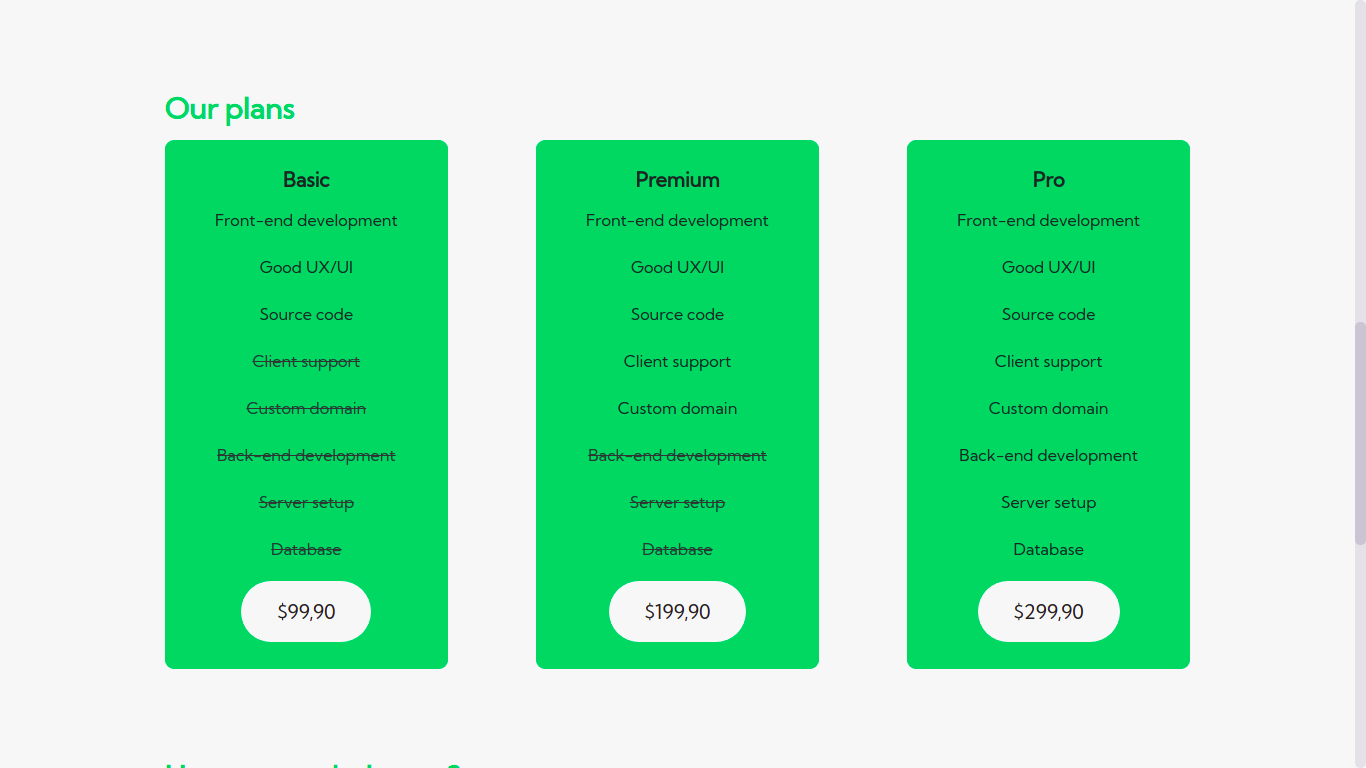 Our plans
Basic
Front-end development
Good UX/UI
Source code
Client support
Custom domain
Back-end development
Server setup
Database
$99,90
Premium
Front-end development
Good UX/UI
Source code
Client support
Custom domain
Back-end development
Server setup
Database
$199,90
Pro
Front-end development
Good UX/UI
Source code
Client support
Custom domain
Back-end development
Server setup
Database
$299,90